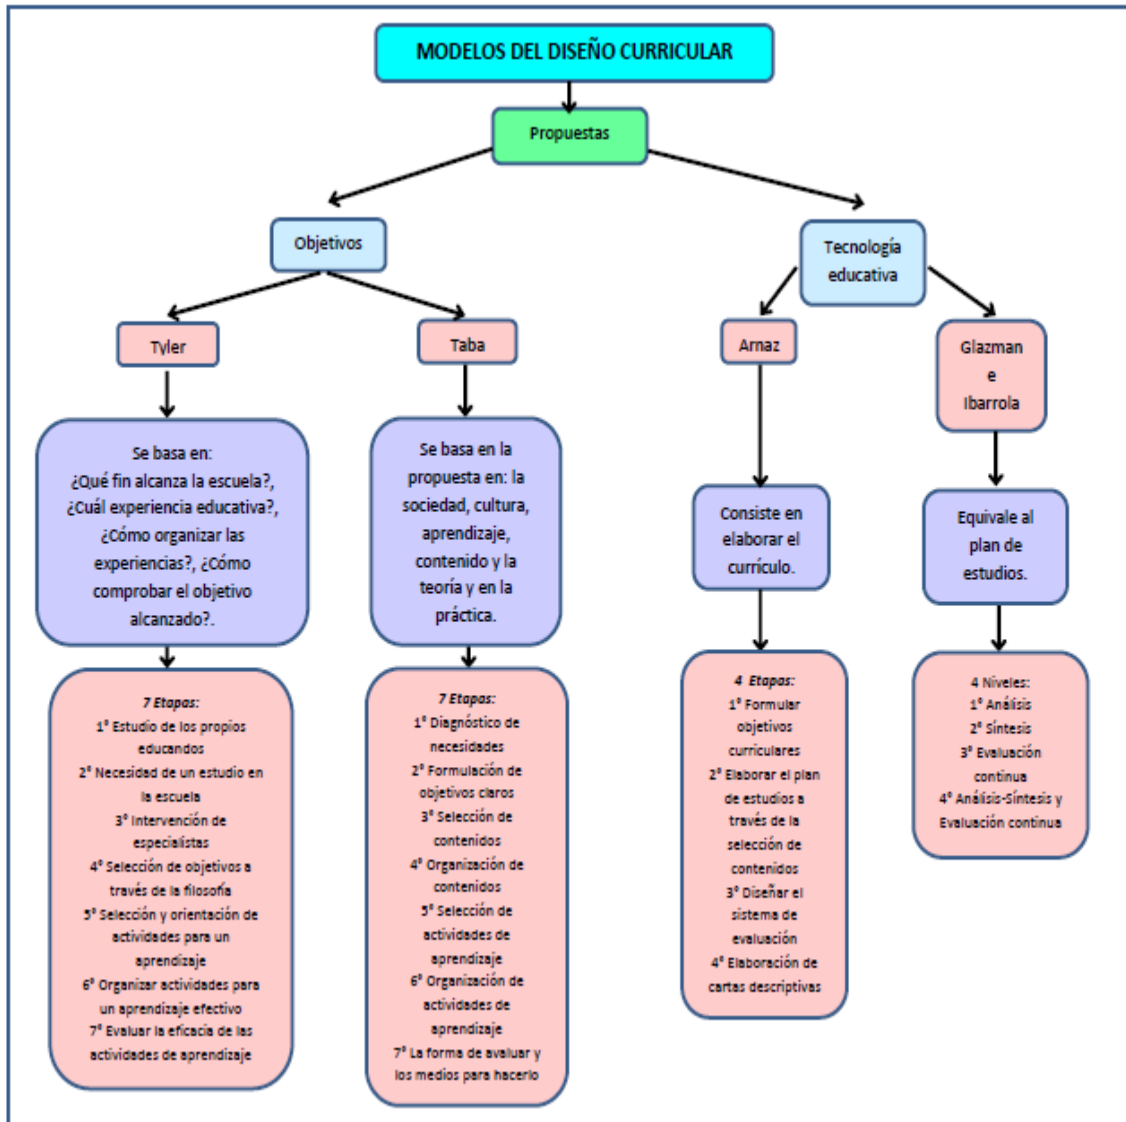 MODELOS DEL DISEÑO CURRICULAR
Propuestas
Objetivos
Tecnología
educativa
Tyler
Taba
Arnaz
Glazman
e
Ibarrola
Se basa en:
¿Qué fin alcanza la escuela?,
¿Cuál experiencia educativa?,
¿Cómo organizar las
experiencias?, ¿Cómo
comprobar el objetivo
alcanzado?.
Se basa en la
propuesta en: la
sociedad, cultura,
aprendizaje,
contenido y la
teoría y en la
práctica.
Consiste en
elaborar el
currículo.
Equivale al
plan de
estudios.
7 Etapas:
1° Estudio de los propios
educandos
2° Necesidad de un estudio en
la escuela
3° Intervención de
especialistas
4° Selección de objetivos a
través de la filosofía
5° Selección y orientación de
actividades para un
aprendizaje
6° Organizar actividades para
un aprendizaje efectivo
7° Evaluar la eficacia de las
actividades de aprendizaje
7 Etapas:
1° Diagnóstico de
necesidades
2° Formulación de
objetivos claros
3° Selección de
contenidos
4° Organización de
contenidos
5° Selección de
actividades de
aprendizaje
6° Organización de
actividades de
aprendizaje
7° La forma de avaluar y
los medios para hacerlo
4 Etapas:
1° Formular
objetivos
curriculares
2° Elaborar el plan
de estudios a
través de la
selección de
contenidos
3° Diseñar el
sistema de
evaluación
4° Elaboración de
cartas descriptivas
4 Niveles:
1° Análisis
2° Síntesis
3° Evaluación
continua
4° Análisis-Síntesis y
Evaluación continua